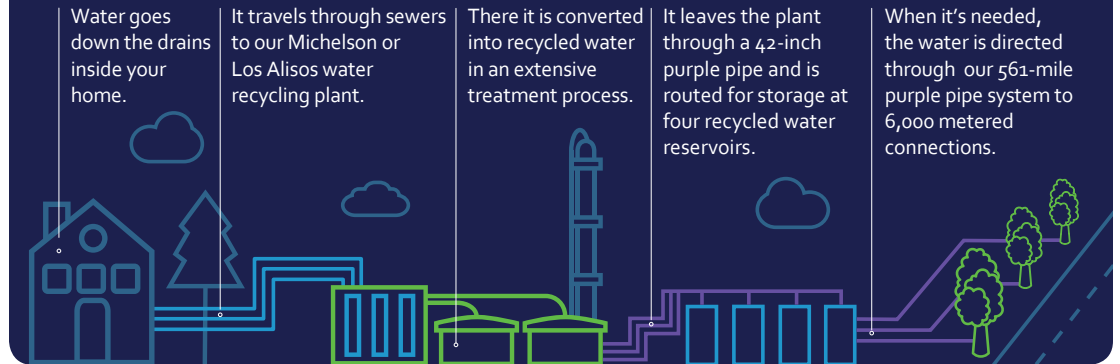 Water goes
down the drains
inside your
home.
It travels through sewers
to our Michelson or
Los Alisos water
recycling plant.
There it is converted
into recycled water
in an extensive
treatment process.
It leaves the plant
through a 42-inch
purple pipe and is
routed for storage at
four recycled water
reservoirs.
When it’s needed,
the water is directed
through our 561-mile
purple pipe system to
6,000 metered
connections.